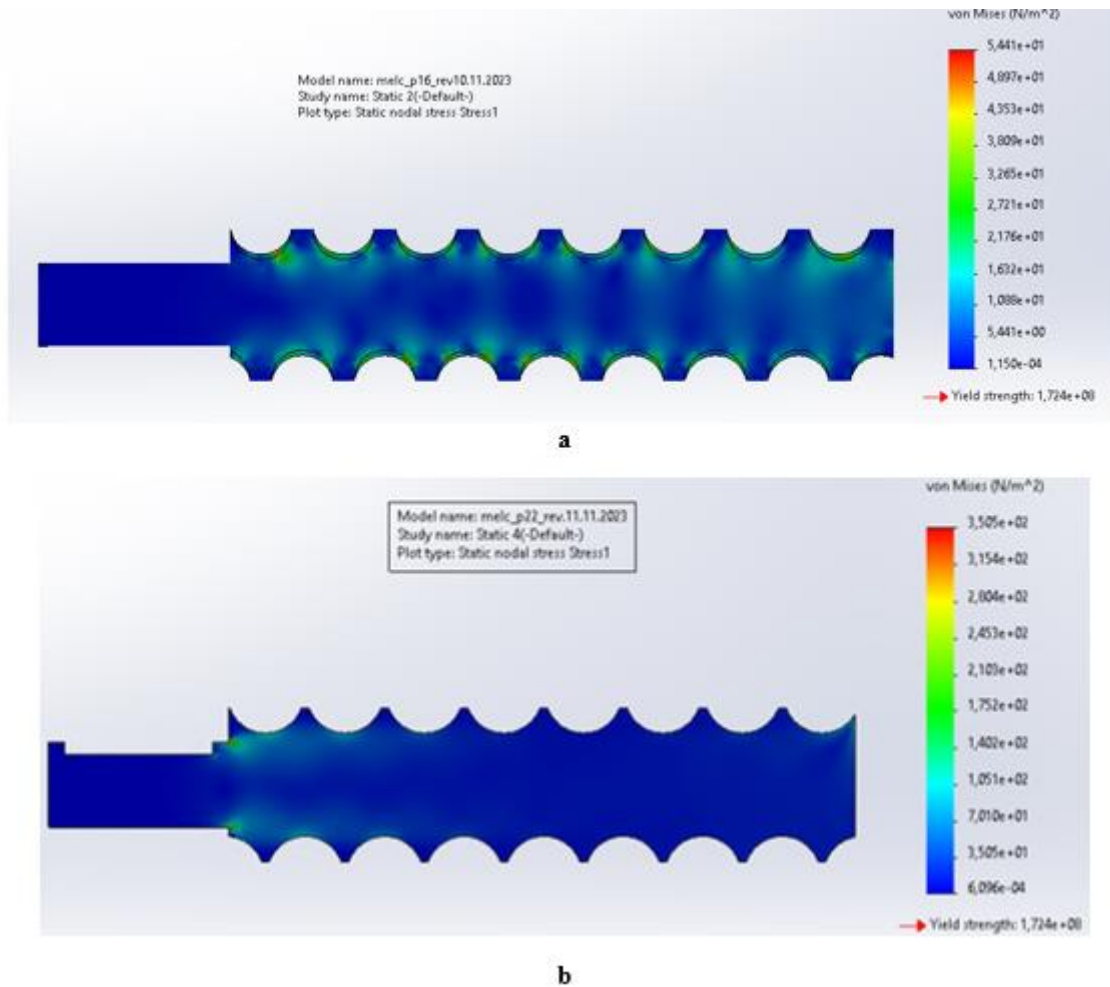 von Mises (N/m^2)
Model name: melc_p16_rev10.11.2023
Study name: Static 2(-Default-)
Plot type: Static nodal stress Stress1
5,441e+01
4,897e+01
4,353e+01
3,809e+01
3,265e+01
2,721e+01
2,176e+01
1,632e+01
1,088e+01
5,441e+00
1,150e-04
Yield strength: 1,724e+08
a
von Mises (N/m^2)
Model name: melc_p22_rev.11.11.2023
Study name: Static 4(-Default-)
Plot type: Static nodal stress Stress1
3,505e+02
3,154e+02
2,804e+02
2,453e+02
2,103e+02
1,752e+02
1,402e+02
1,051e+02
7,010e+01
3,505e+01
6,096e-04
Yield strength: 1,724e+08
b